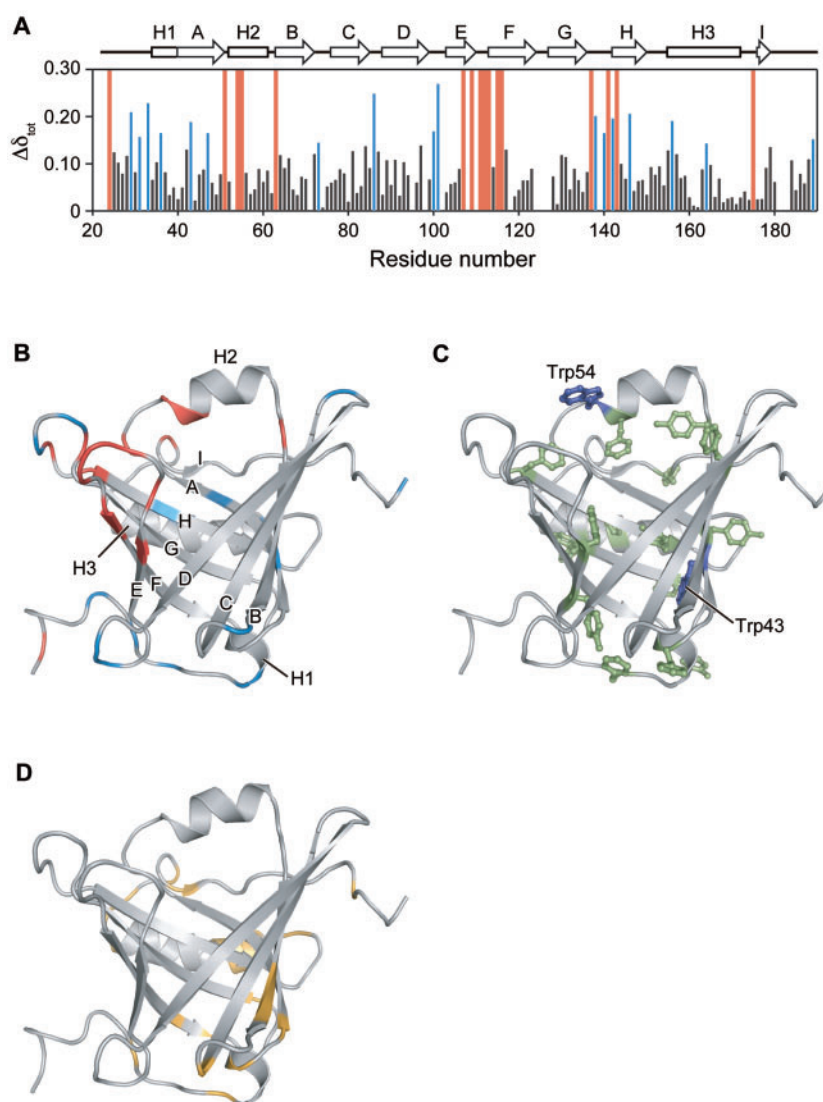 A
H1 A H2 B C D E F G H H3 I
0.30
0.20
0.10
0
Δδtot
20 40 60 80 100 120 140 160 180
Residue number
B
H2
I
A
H
H3
G
E F D
C B
H1
C
Trp54
Trp43
D